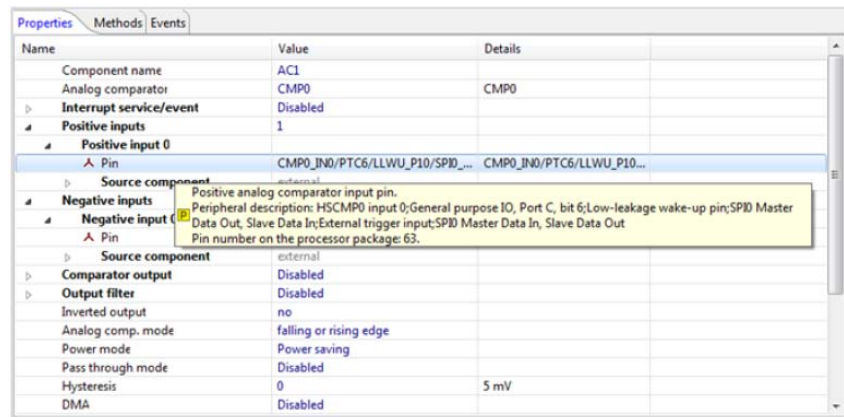 Properties Methods Events
Name Value Details
Component name AC1
Analog comparator CMP0 CMP0
Interrupt service/event Disabled
Positive inputs 1
Positive input 0
Pin CMP0_IN0/PTC6/LLWU_P10/SPI0_... CMP0_IN0/PTC6/LLWU_P10...
Source component external
Positive analog comparator input pin.
Negative inputs
P Peripheral description: HSCMP0 input 0;General purpose IO, Port C, bit 6;Low-leakage wake-up pin;SPI0 Master
Negative input
Data Out, Slave Data In;External trigger input;SPI0 Master Data In, Slave Data Out
Pin Pin number on the processor package: 63.
Source component external
Comparator output Disabled
Output filter Disabled
Inverted output no
Analog comp. mode falling or rising edge
Power mode Power saving
Pass through mode Disabled
Hysteresis 0 5 mV
DMA Disabled